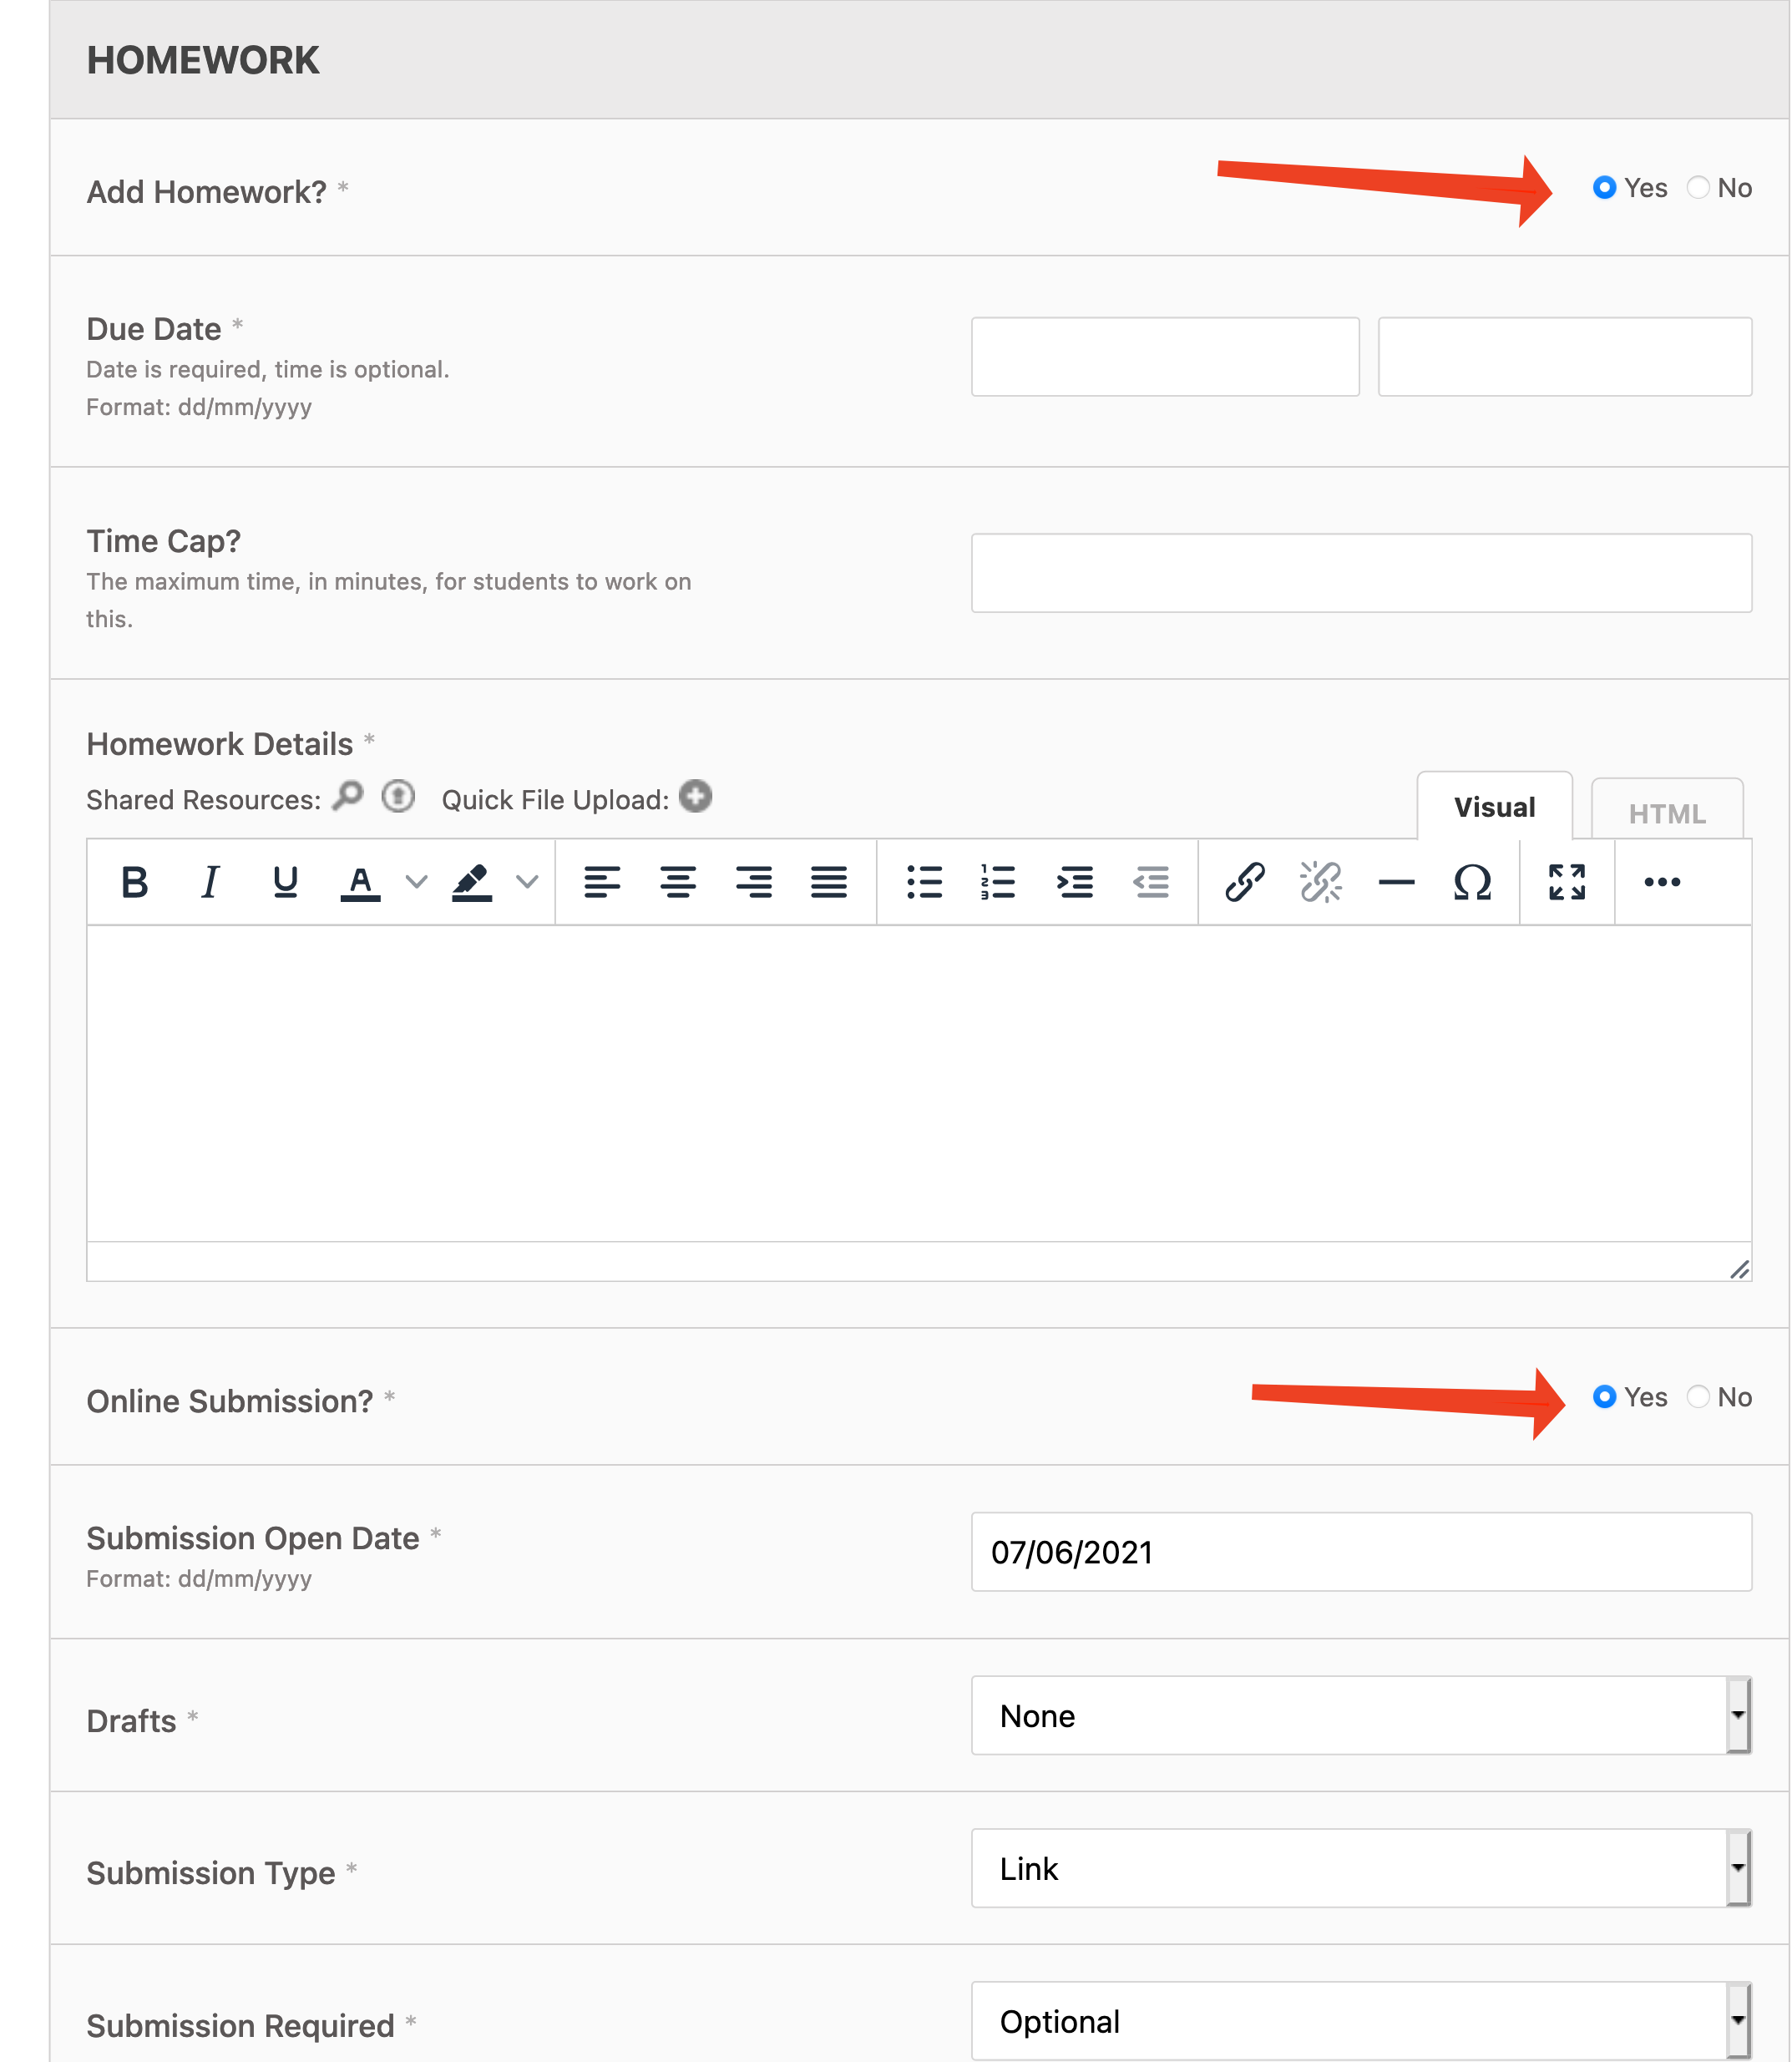 HOMEWORK
Add Homework? *
Yes No
Due Date *
Date is required, time is optional.
Format: dd/mm/yyyy
Time Cap?
The maximum time, in minutes, for students to work on
this.
Homework Details *
Shared Resources: Quick File Upload:
Visual HTML
B I U A
Online Submission? *
Yes No
Submission Open Date *
Format: dd/mm/yyyy
07/06/2021
Drafts *
None
Submission Type *
Link
Submission Required *
Optional